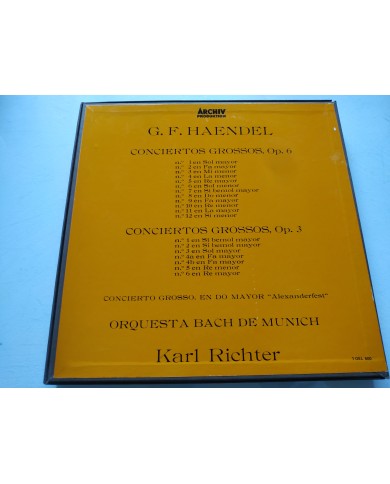 ARCHIV
PRODUKTION
G. F. HAENDEL
CONCIERTOS GROSSOS, Op. 6
n.º 1 en Sol mayor
n.º 2 en Fa mayor
n.º 3 en Mi menor
n.º 4 en La menor
n.º 5 en Re mayor
n.º 6 en Sol menor
n.º 7 en Si bemol mayor
n.º 8 en Do menor
n.º 9 en Fa mayor
n.º 10 en Re menor
n.º 11 en La mayor
n.º 12 en Si menor
CONCIERTOS GROSSOS, Op. 3
n.º 1 en Si bemol mayor
n.º 2 en Si bemol mayor
n.º 3 en Sol mayor
n.º 4a en Fa mayor
n.º 4b en Fa mayor
n.º 5 en Re menor
n.º 6 en Re mayor
CONCIERTO GROSSO, EN DO MAYOR "Alexanderfest"
ORQUESTA BACH DE MUNICH
Karl Richter